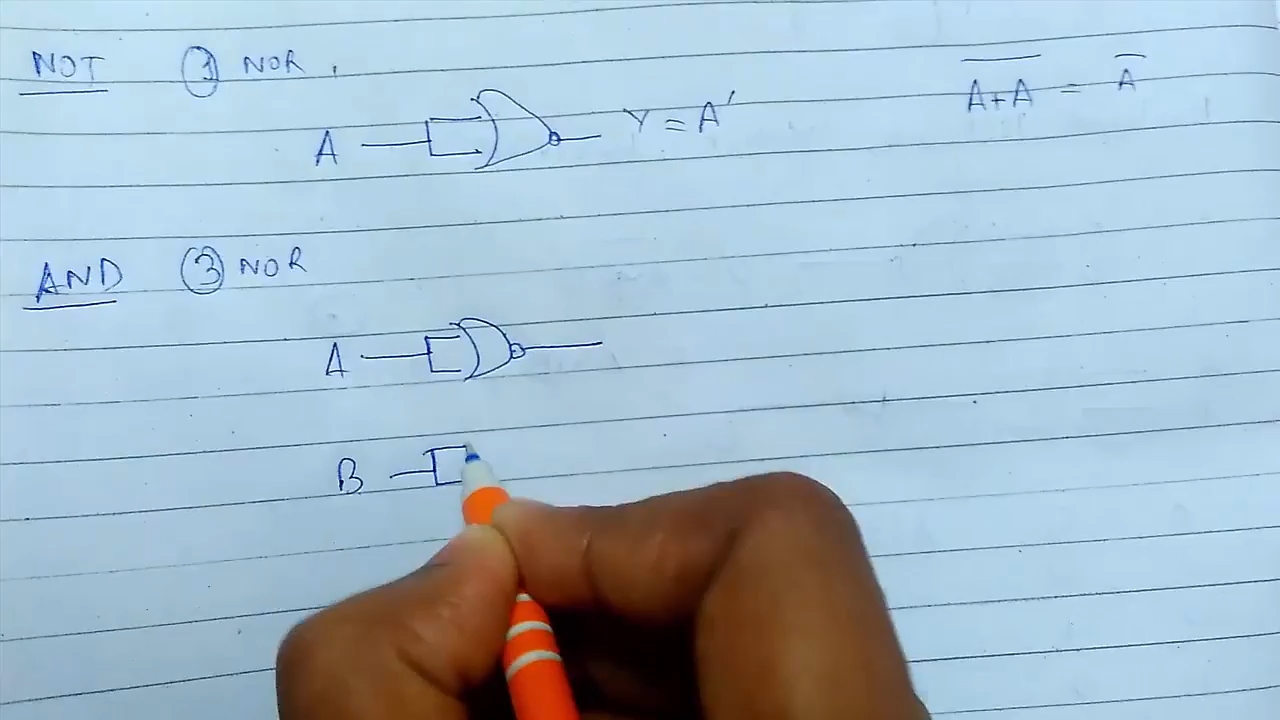 NOT ① NOR.
A Y = A′
A̅+̅A̅ = A̅
AND ③ NOR
A
B